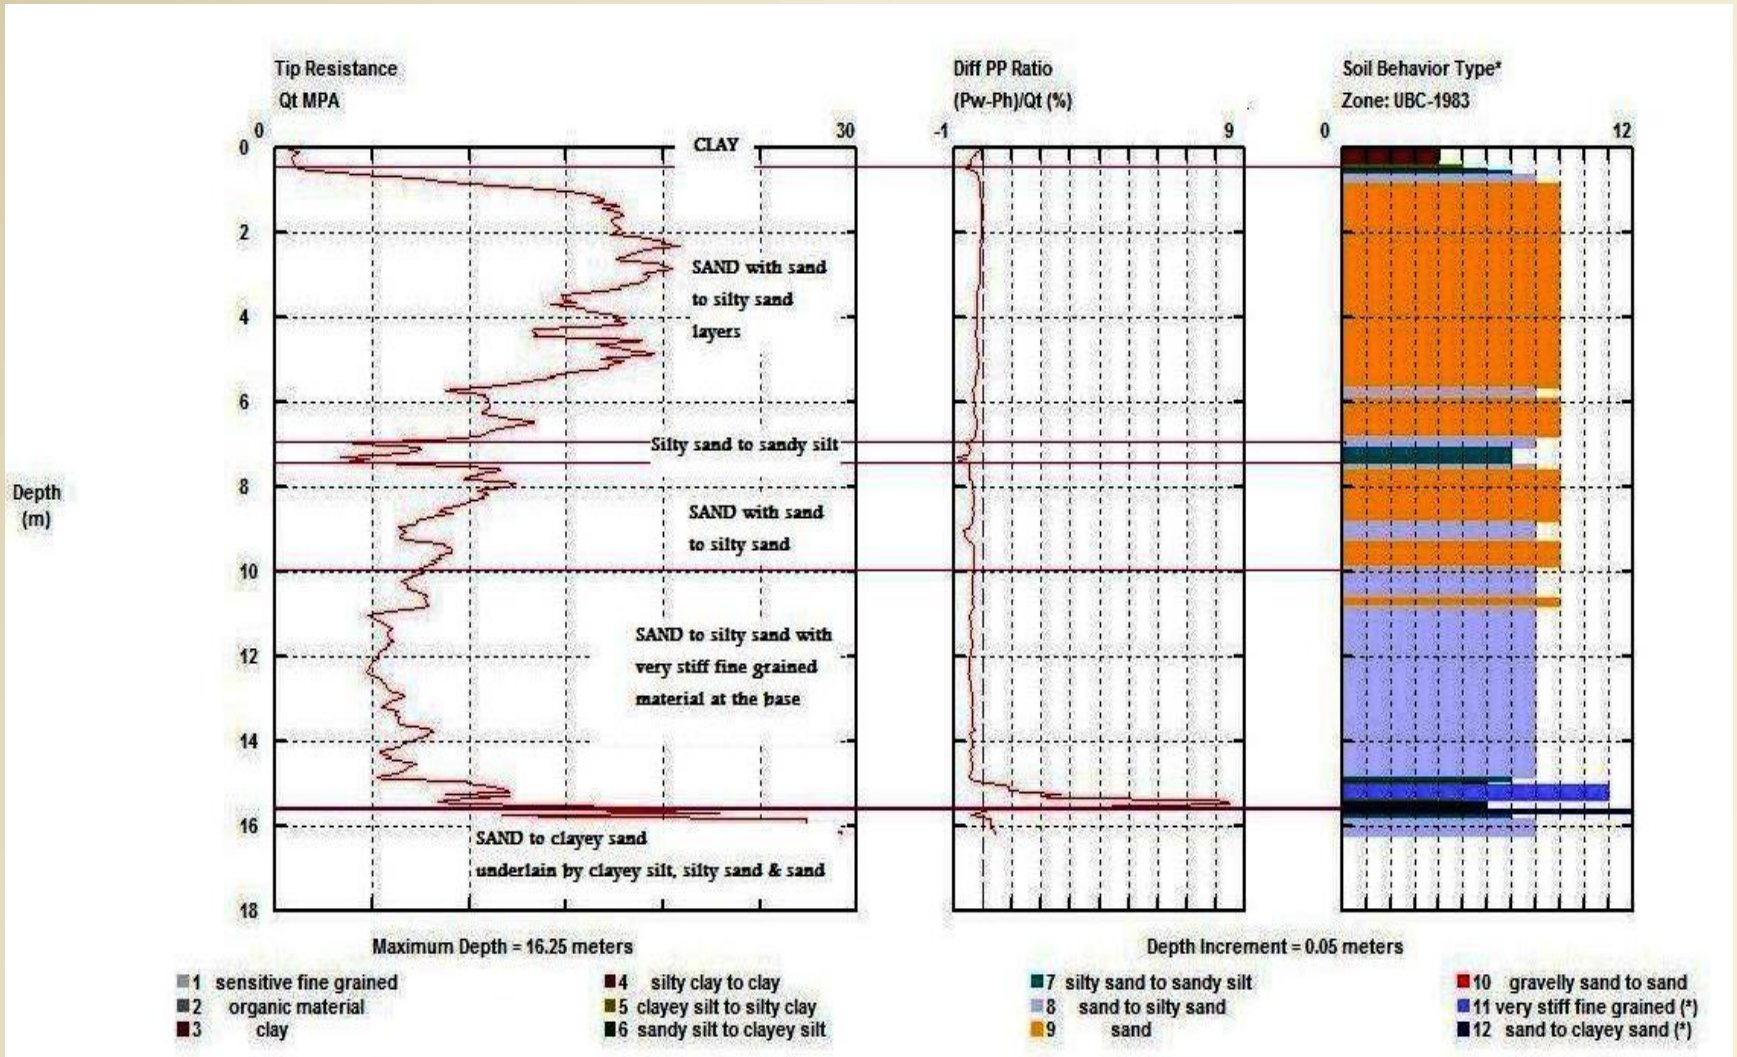 Tip Resistance
Qt MPA
0 30
Diff PP Ratio
(Pw-Ph)/Qt (%)
-1 9
Soil Behavior Type*
Zone: UBC-1983
0 12
0
2
4
6
8
10
12
14
16
18
Depth
(m)
CLAY
SAND with sand
to silty sand
layers
Silty sand to sandy silt
SAND with sand
to silty sand
SAND to silty sand with
very stiff fine grained
material at the base
SAND to clayey sand
underlain by clayey silt, silty sand & sand
Maximum Depth = 16.25 meters
Depth Increment = 0.05 meters
1 sensitive fine grained
2 organic material
3 clay
4 silty clay to clay
5 clayey silt to silty clay
6 sandy silt to clayey silt
7 silty sand to sandy silt
8 sand to silty sand
9 sand
10 gravelly sand to sand
11 very stiff fine grained (*)
12 sand to clayey sand (*)